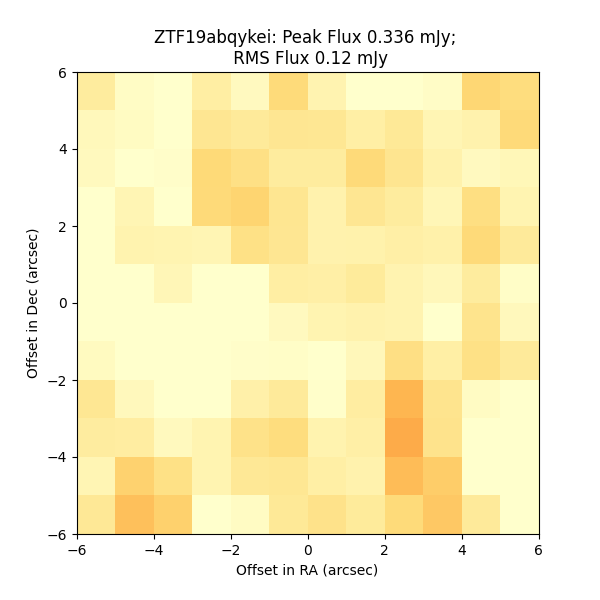 ZTF19abqykei: Peak Flux 0.336 mJy;
RMS Flux 0.12 mJy
6
4
2
0
−2
−4
−6
Offset in Dec (arcsec)
−6 −4 −2 0 2 4 6
Offset in RA (arcsec)